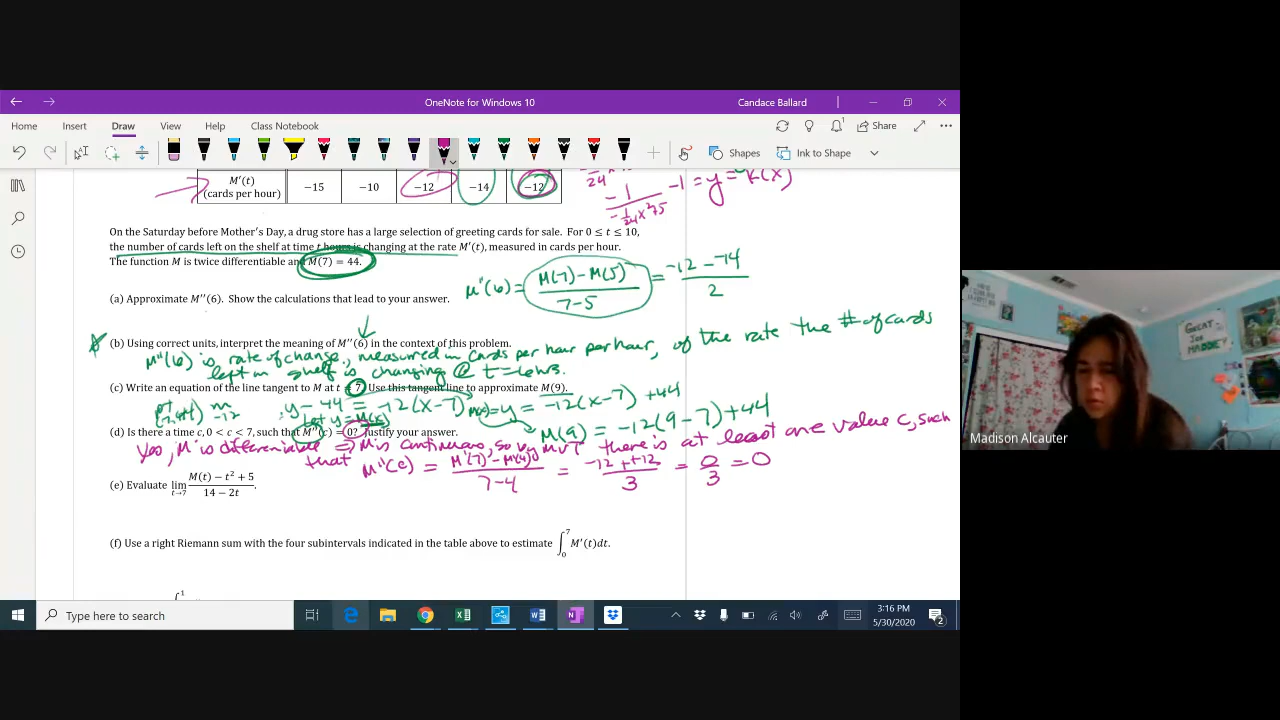 OneNote for Windows 10
Candace Ballard
Home Insert Draw View Help Class Notebook
Share
Shapes
Ink to Shape
M′(t) −15 −10 −12 −14 −12
(cards per hour)
-1 = y = k(x)
On the Saturday before Mother's Day, a drug store has a large selection of greeting cards for sale. For 0 ≤ t ≤ 10,
the number of cards left on the shelf at time t hours is changing at the rate M′(t), measured in cards per hour.
The function M is twice differentiable and M(7) = 44.
M''(6) = M(7) - M(5) / 7-5 = -12 - -14 / 2
(a) Approximate M′′(6). Show the calculations that lead to your answer.
(b) Using correct units, interpret the meaning of M′′(6) in the context of this problem.
M''(6) is rate of change, measured in cards per hour per hour, of the rate the # of cards
left on shelf is changing @ t=6 hrs.
(c) Write an equation of the line tangent to M at t = 7. Use this tangent line to approximate M(9).
y - 44 = -12(x-7) y = -12(x-7) + 44
M(9) = -12(9-7) + 44
(d) Is there a time c, 0 < c < 7, such that M′′(c) = 0? Justify your answer.
Yes, M' is differentiable ⇒ M' is continuous, so by MVT there is at least one value c, such
that M''(c) = M'(7) - M'(4) / 7-4 = -12 + +12 / 3 = 0/3 = 0
(e) Evaluate lim t→7 M(t) − t² + 5 / 14 − 2t.
(f) Use a right Riemann sum with the four subintervals indicated in the table above to estimate ∫₀⁷ M′(t)dt.
Type here to search
3:16 PM
5/30/2020
2
GREAT
JOB
MADDEY
Madison Alcauter